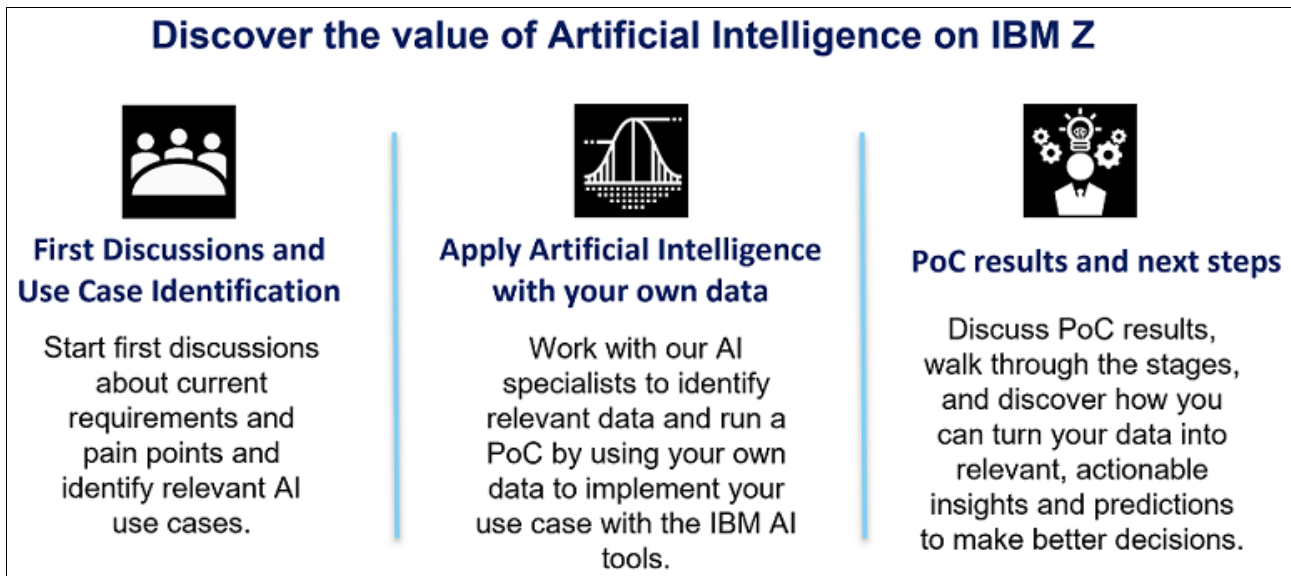 Discover the value of Artificial Intelligence on IBM Z
First Discussions and
Use Case Identification
Start first discussions
about current
requirements and
pain points and
identify relevant AI
use cases.
Apply Artificial Intelligence
with your own data
Work with our AI
specialists to identify
relevant data and run a
PoC by using your own
data to implement your
use case with the IBM AI
tools.
PoC results and next steps
Discuss PoC results,
walk through the stages,
and discover how you
can turn your data into
relevant, actionable
insights and predictions
to make better decisions.